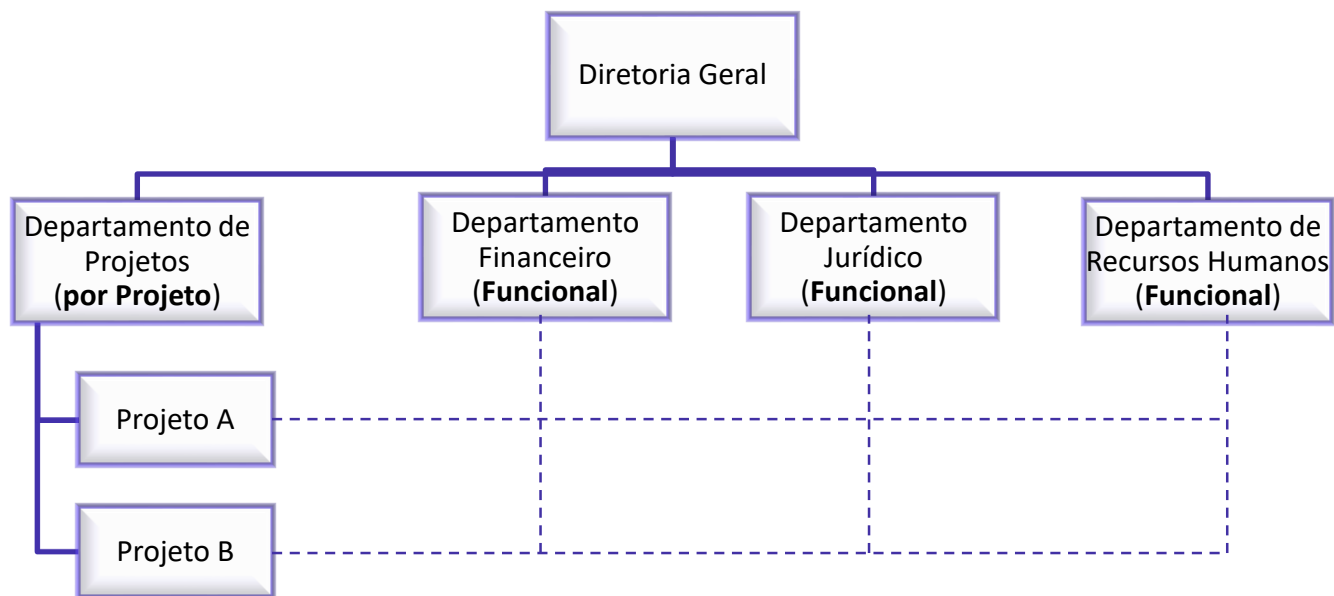 Diretoria Geral
Departamento de
Projetos
(por Projeto)
Departamento
Financeiro
(Funcional)
Departamento
Jurídico
(Funcional)
Departamento de
Recursos Humanos
(Funcional)
Projeto A
Projeto B